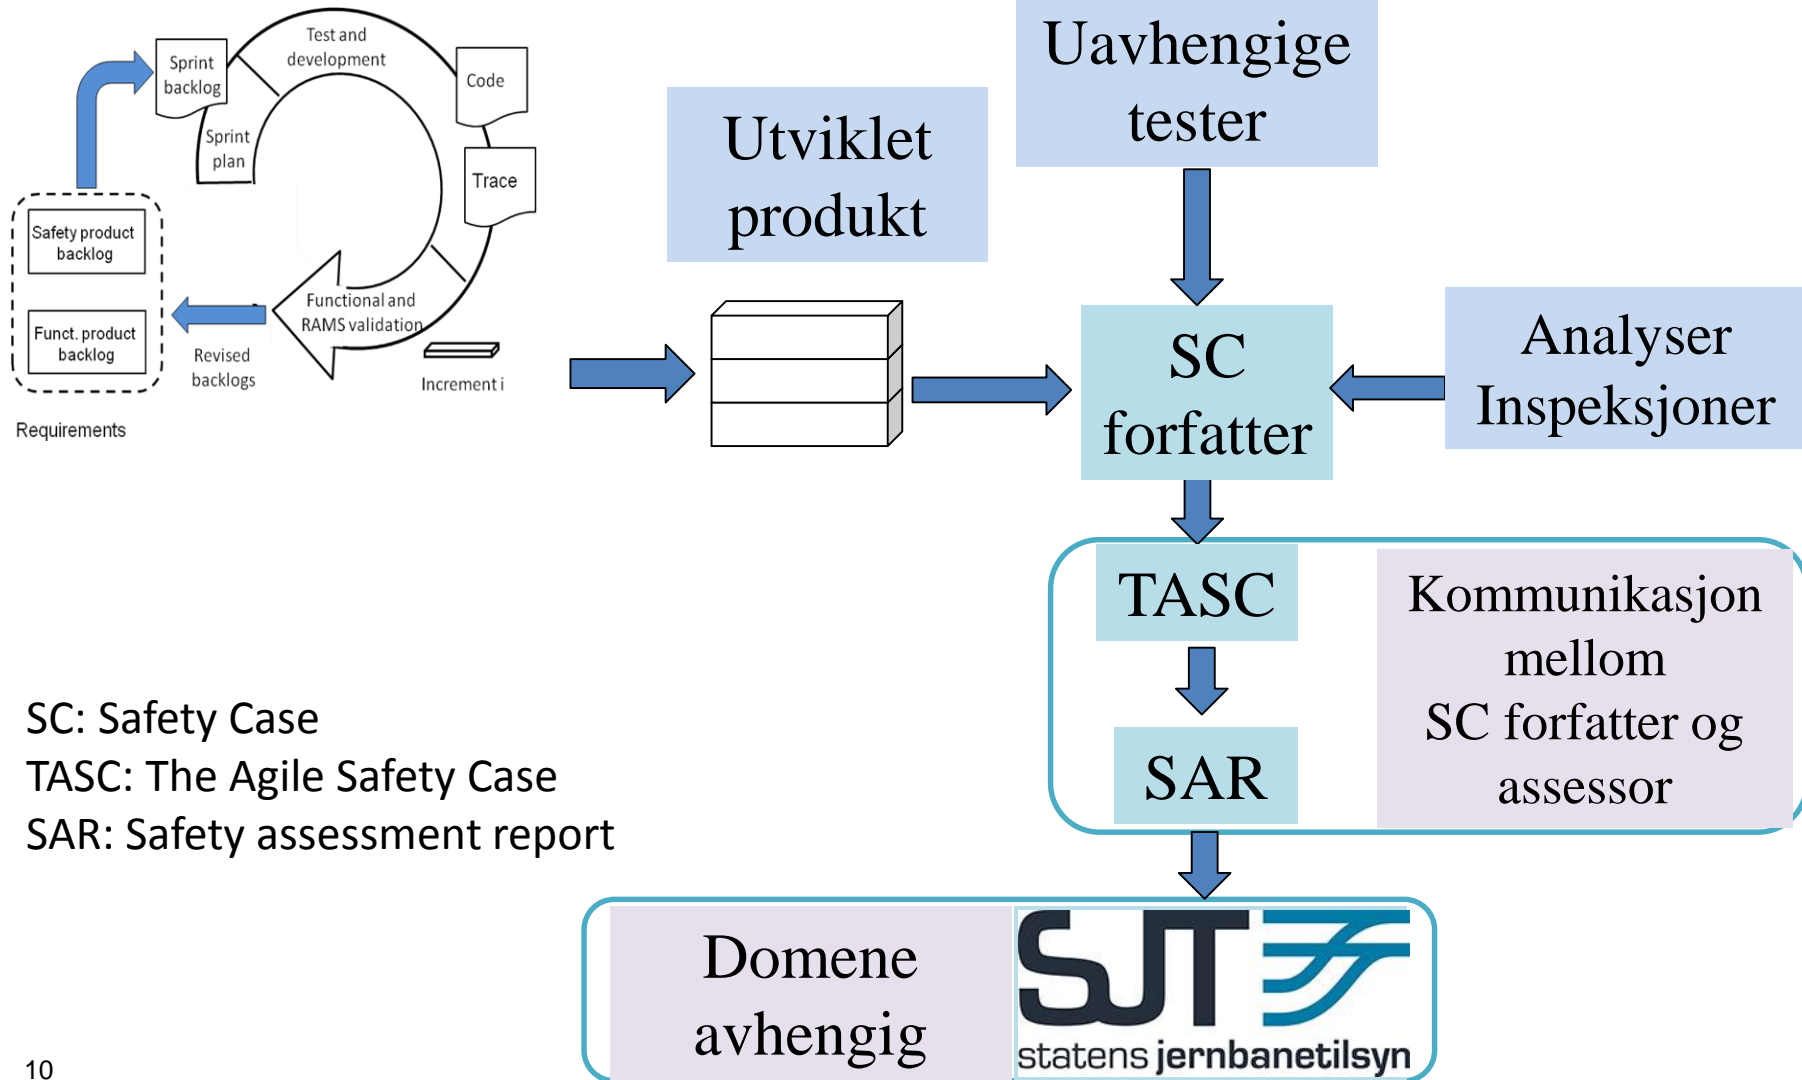 Test and
development
Sprint
backlog
Code
Sprint
plan
Trace
Safety product
backlog
Funct. product
backlog
Functional and
RAMS validation
Revised
backlogs
Increment i
Requirements
Utviklet
produkt
Uavhengige
tester
SC
forfatter
Analyser
Inspeksjoner
TASC
SAR
Kommunikasjon
mellom
SC forfatter og
assessor
SC: Safety Case
TASC: The Agile Safety Case
SAR: Safety assessment report
Domene
avhengig
SJT
statens jernbanetilsyn
10